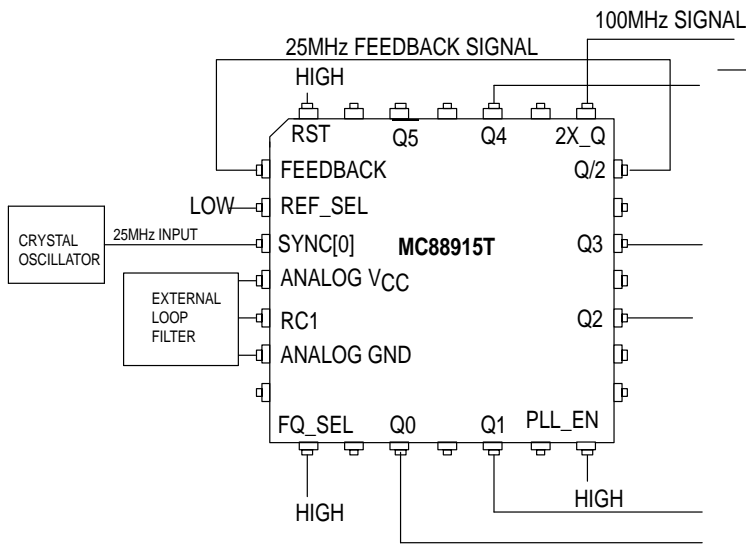 100MHz SIGNAL
25MHz FEEDBACK SIGNAL
HIGH
RST
Q5
Q4
2X_Q
FEEDBACK
Q/2
LOW
REF_SEL
CRYSTAL
OSCILLATOR
25MHz INPUT
SYNC[0]
MC88915T
Q3
ANALOG VCC
EXTERNAL
LOOP
FILTER
RC1
Q2
ANALOG GND
FQ_SEL
Q0
Q1
PLL_EN
HIGH
HIGH